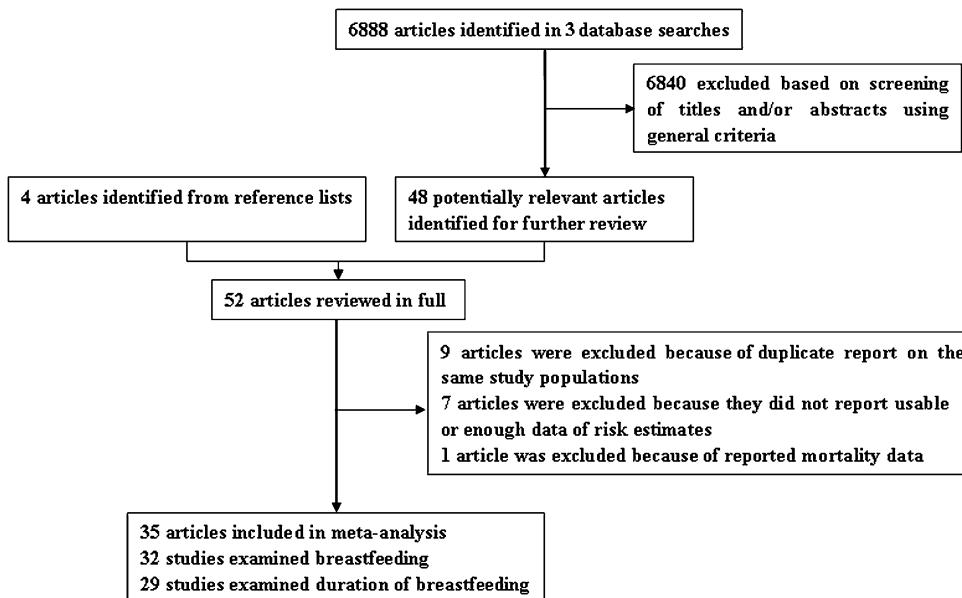 6888 articles identified in 3 database searches
6840 excluded based on screening
of titles and/or abstracts using
general criteria
4 articles identified from reference lists
48 potentially relevant articles
identified for further review
52 articles reviewed in full
9 articles were excluded because of duplicate report on the
same study populations
7 articles were excluded because they did not report usable
or enough data of risk estimates
1 article was excluded because of reported mortality data
35 articles included in meta-analysis
32 studies examined breastfeeding
29 studies examined duration of breastfeeding